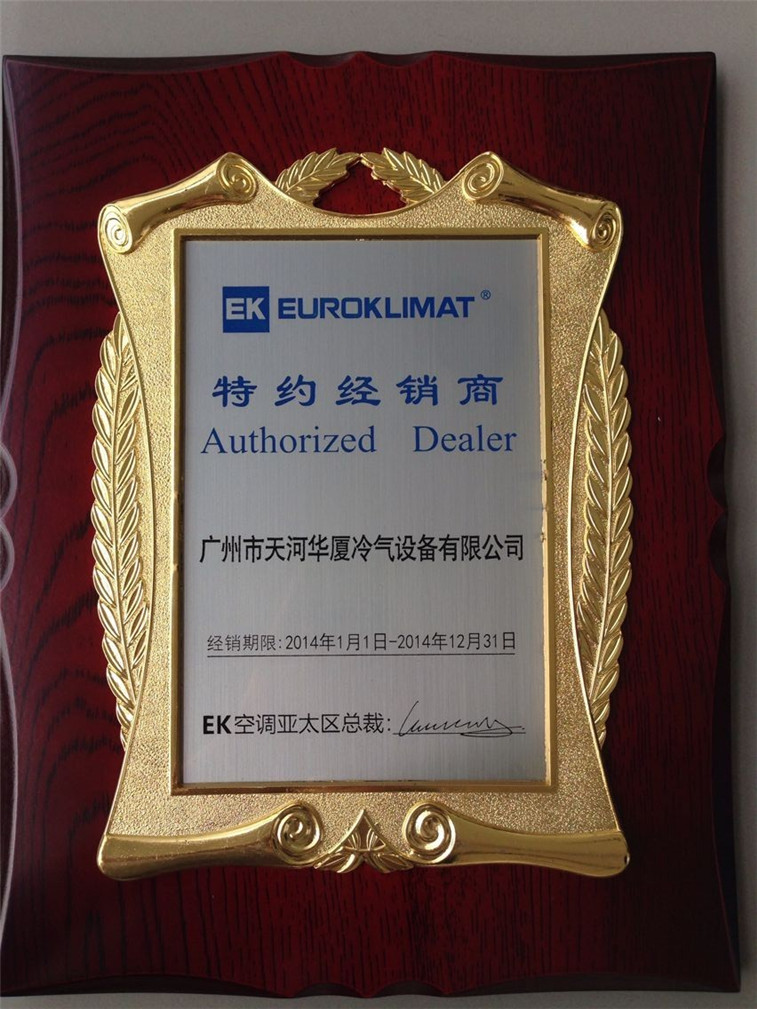 EK EUROKLIMAT®
特约经销商
Authorized Dealer
广州市天河华厦冷气设备有限公司
经销期限:2014年1月1日-2014年12月31日
EK空调亚太区总裁: